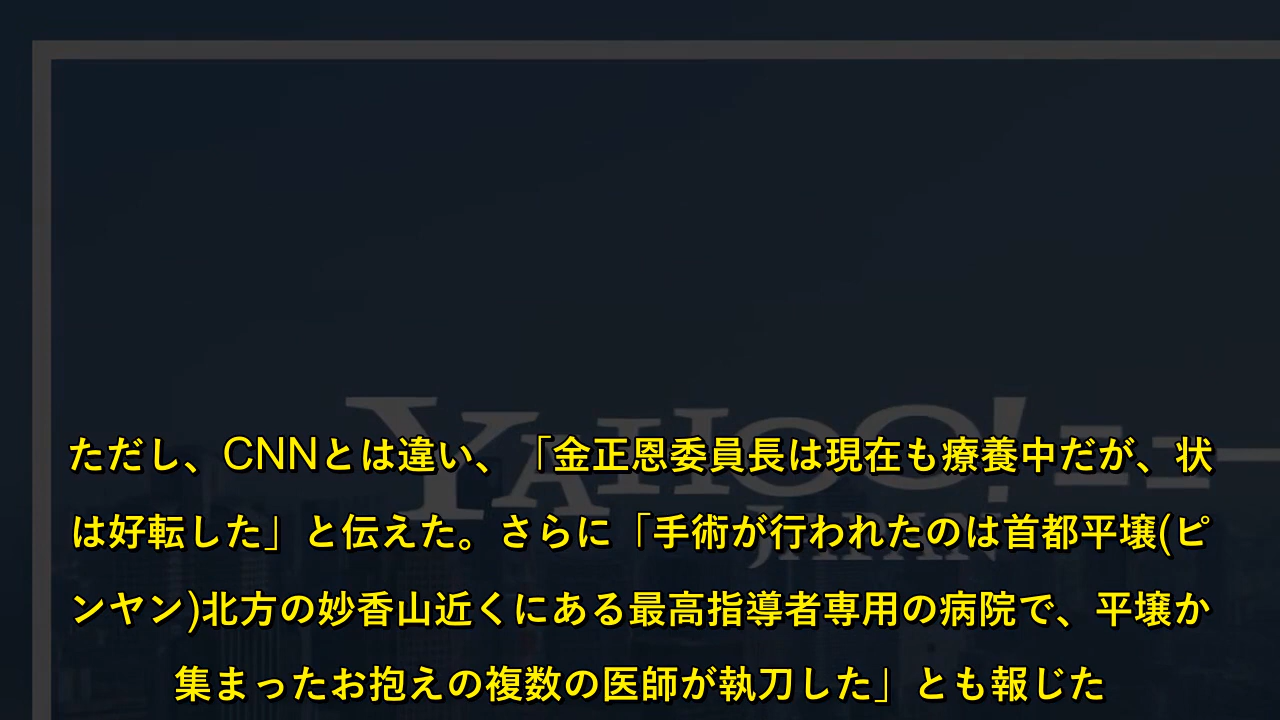 YAHOO!ニュー
JAPAN
ただし、CNNとは違い、「金正恩委員長は現在も療養中だが、状
は好転した」と伝えた。さらに「手術が行われたのは首都平壌(ピ
ンヤン)北方の妙香山近くにある最高指導者専用の病院で、平壌か
集まったお抱えの複数の医師が執刀した」とも報じた